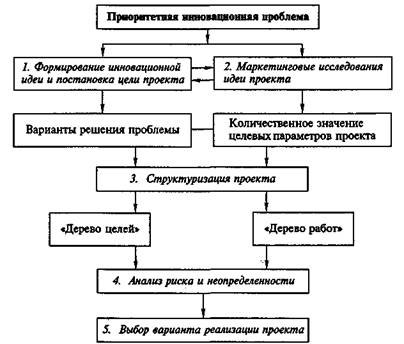 Приоритетная инновационная проблема
1. Формирование инновационной
идеи и постановка цели проекта
2. Маркетинговые исследования
идеи проекта
Варианты решения проблемы
Количественное значение
целевых параметров проекта
3. Структуризация проекта
«Дерево целей»
«Дерево работ»
4. Анализ риска и неопределенности
5. Выбор варианта реализации проекта